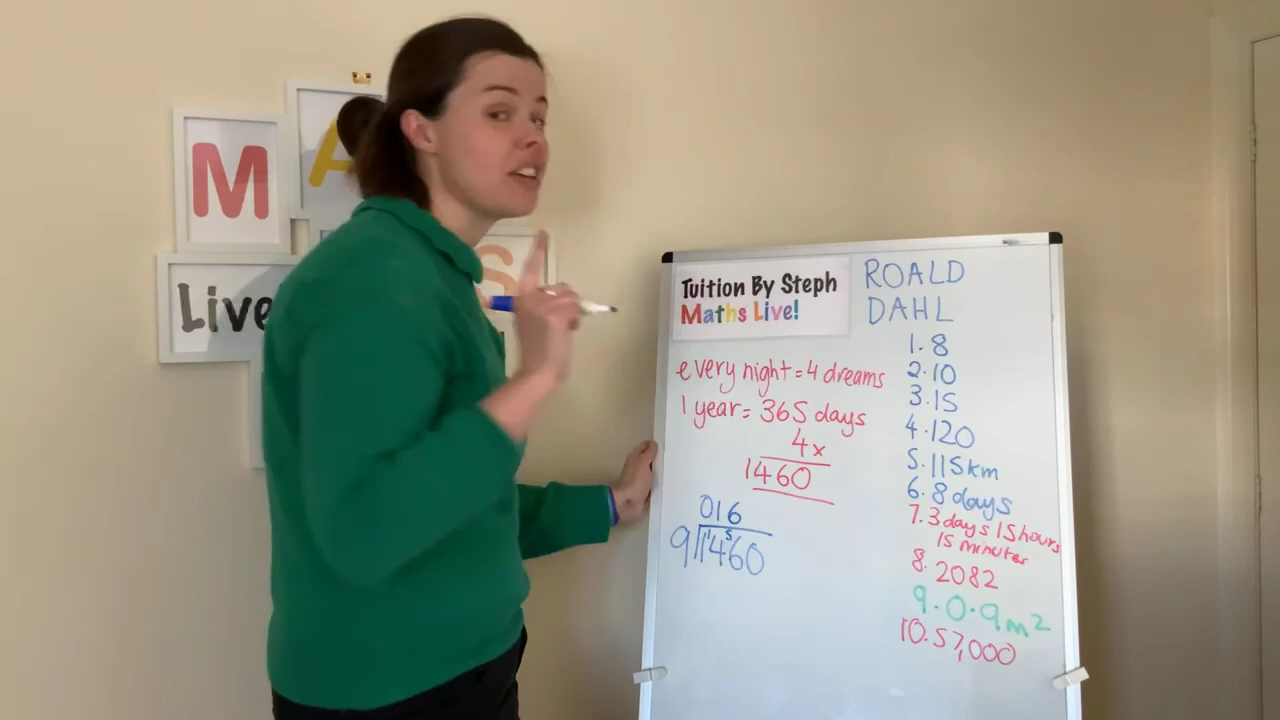 M
A
S
Live
Tuition By Steph
Maths Live!
ROALD
DAHL
every night = 4 dreams
1 year = 365 days
4 x
1460
016
9 1¹4⁵60
1. 8
2. 10
3. 15
4. 120
5. 115km
6. 8 days
7. 3 days 15 hours
15 minutes
8. 2082
9. 0.9m²
10. 57,000